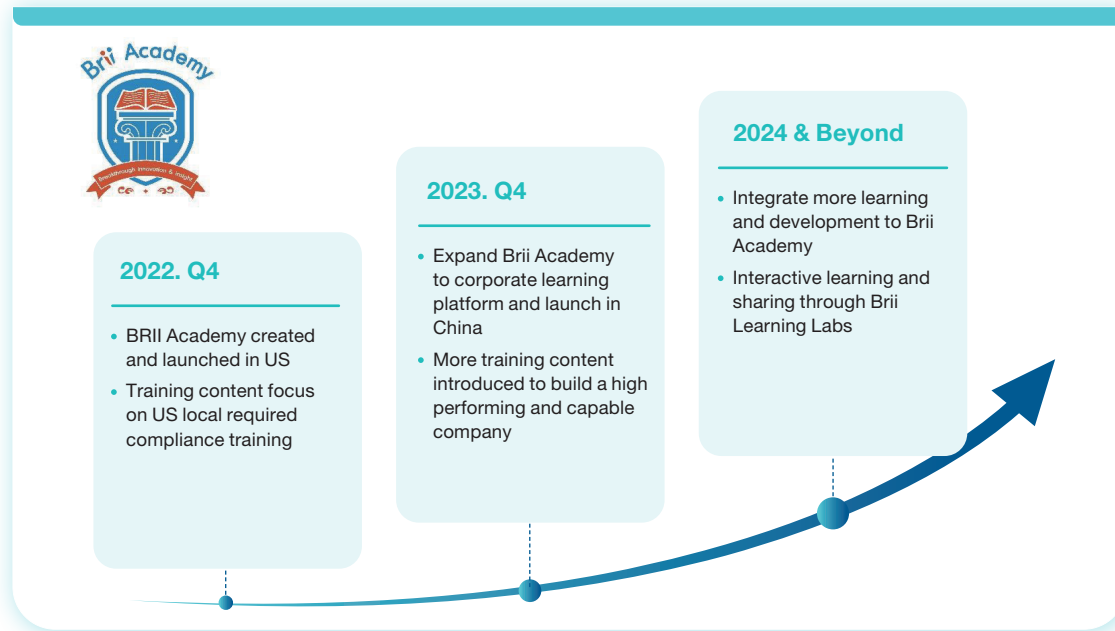 Brii Academy
Breakthrough innovation & insight
2022. Q4
• BRII Academy created
and launched in US
• Training content focus
on US local required
compliance training
2023. Q4
• Expand Brii Academy
to corporate learning
platform and launch in
China
• More training content
introduced to build a high
performing and capable
company
2024 & Beyond
• Integrate more learning
and development to Brii
Academy
• Interactive learning and
sharing through Brii
Learning Labs